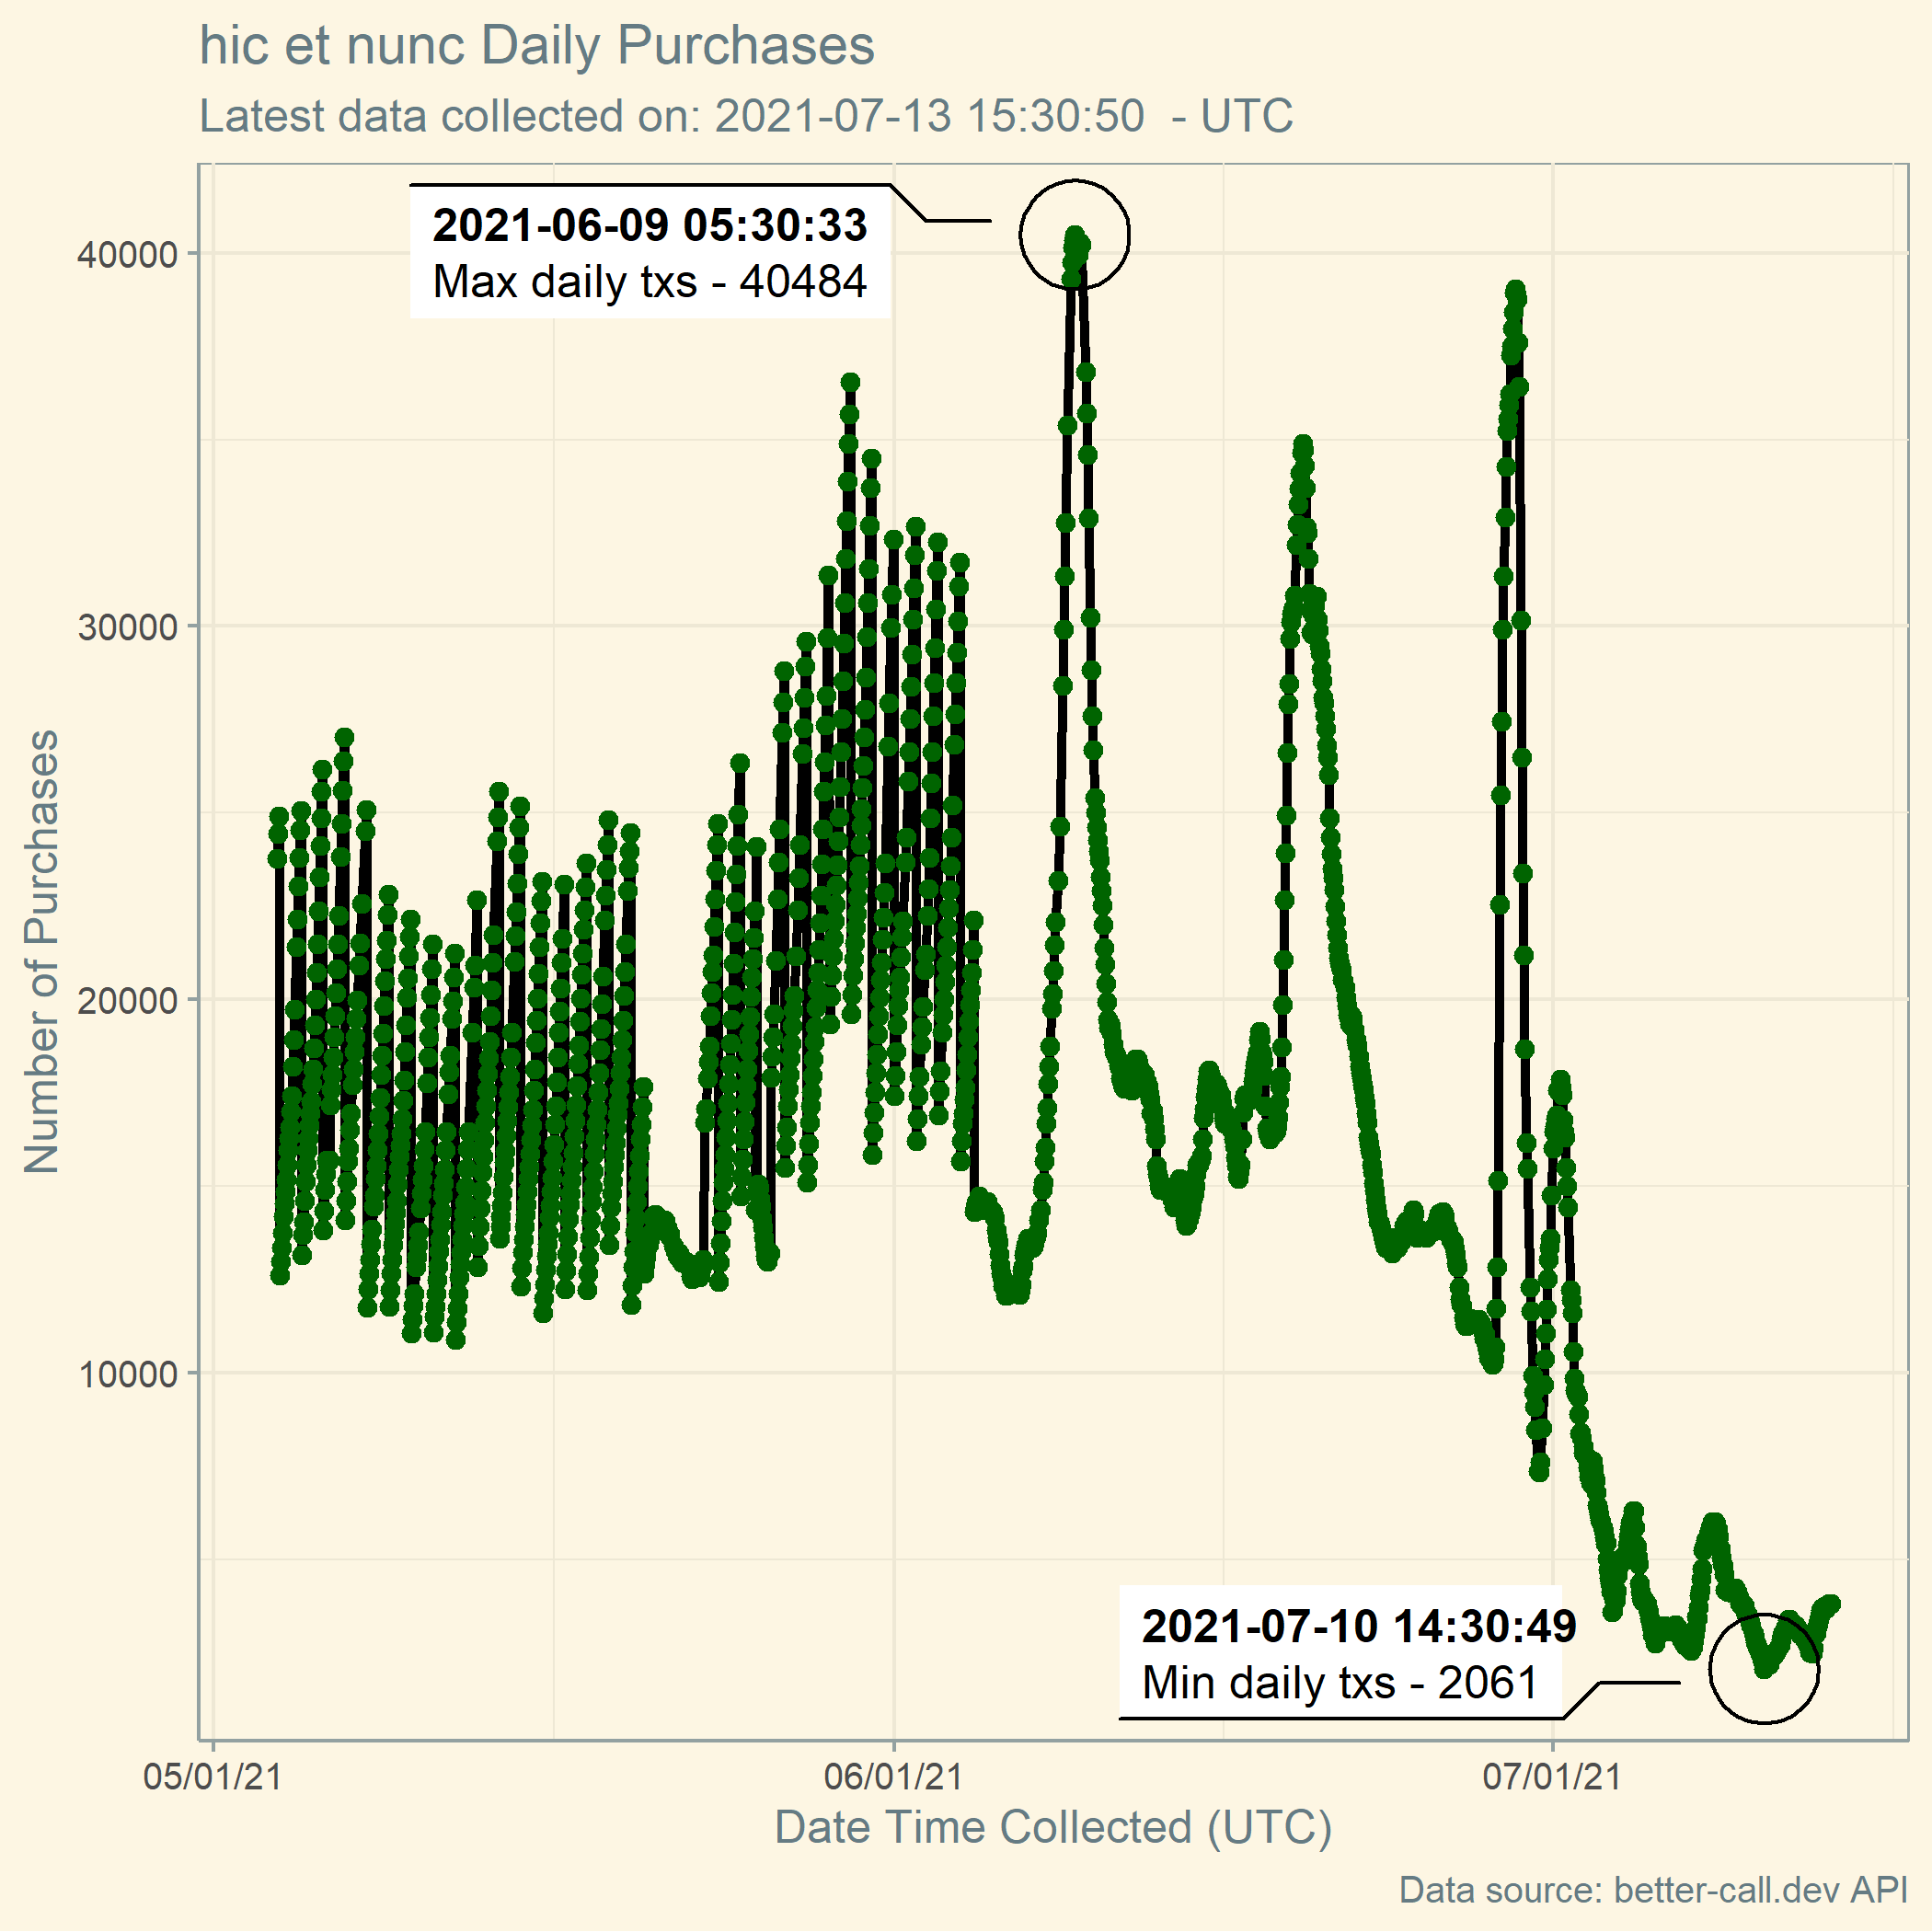 hic et nunc Daily Purchases
Latest data collected on: 2021-07-13 15:30:50  - UTC
2021-06-09 05:30:33
Max daily txs - 40484
40000
30000
20000
10000
Number of Purchases
2021-07-10 14:30:49
Min daily txs - 2061
05/01/21
06/01/21
07/01/21
Date Time Collected (UTC)
Data source: better-call.dev API